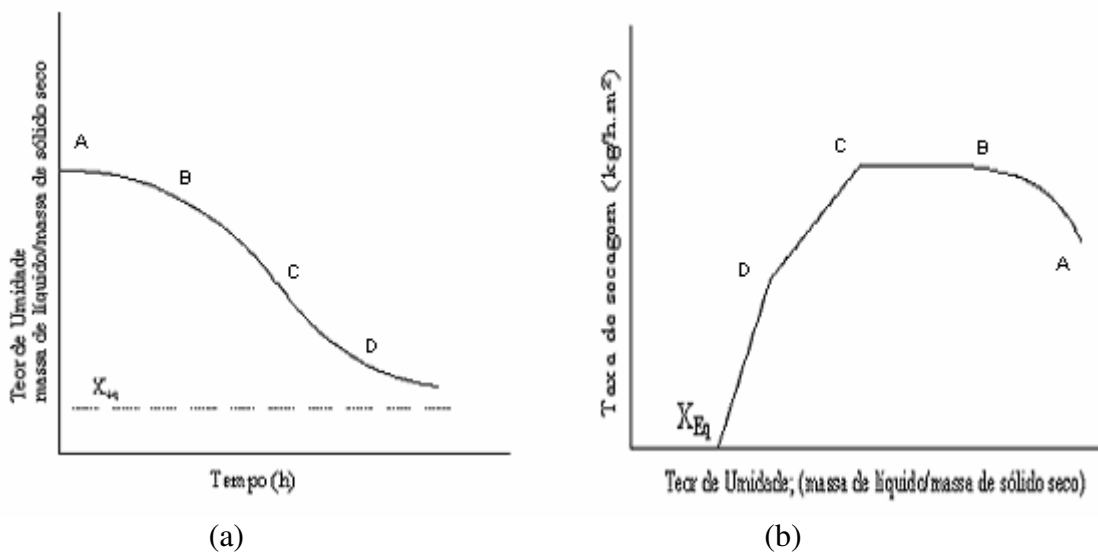 Teor de Umidade
massa de líquido/massa de sólido seco
A
B
C
D
X
Tempo (h)
(a)
Taxa de secagem (kg/h.m²)
C
B
D
A
X_Eq
Teor de Umidade; (massa de líquido/massa de sólido seco)
(b)